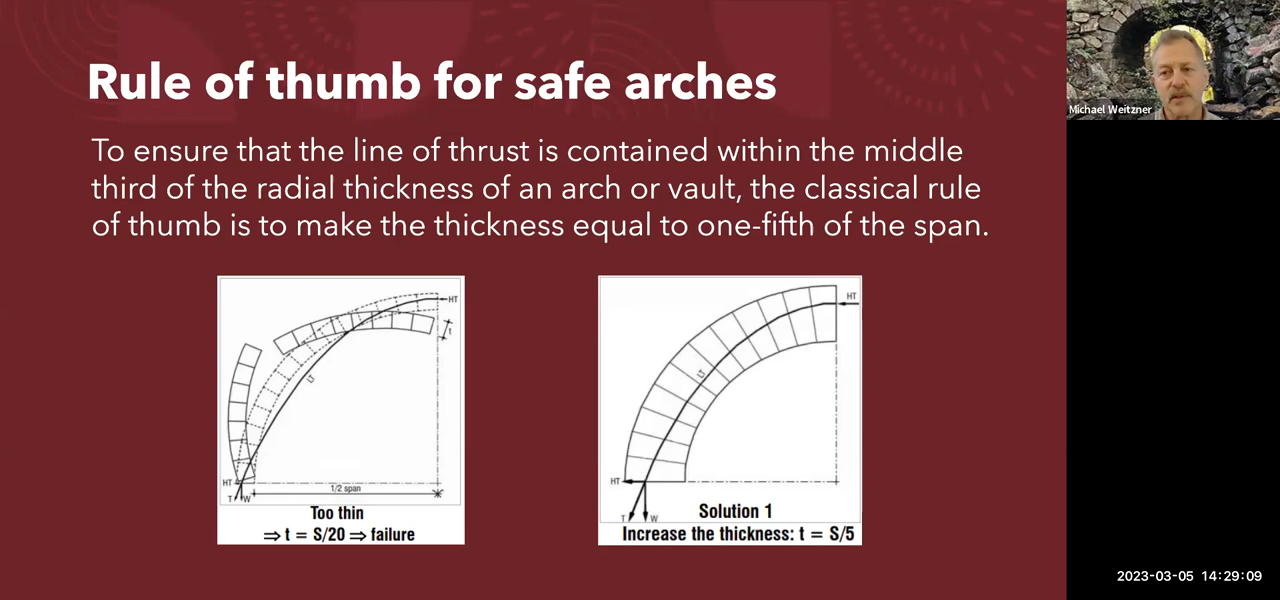 Rule of thumb for safe arches
To ensure that the line of thrust is contained within the middle
third of the radial thickness of an arch or vault, the classical rule
of thumb is to make the thickness equal to one-fifth of the span.
HT
t
LT
HT
T W
1/2 span
Too thin
⇒ t = S/20 ⇒ failure
HT
LT
HT
T W
Solution 1
Increase the thickness: t = S/5
Michael Weitzner
2023-03-05 14:29:09